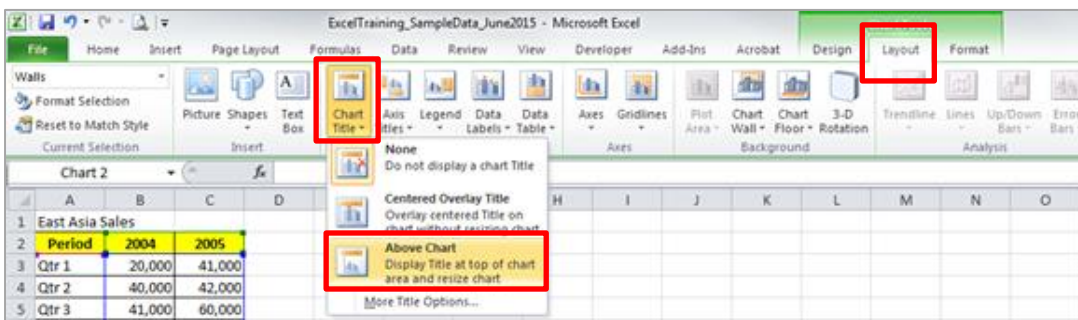 ExcelTraining_SampleData_June2015 - Microsoft Excel
File Home Insert Page Layout Formulas Data Review View Developer Add-Ins Acrobat Design Layout Format
Walls
Format Selection
Reset to Match Style
Current Selection
Picture Shapes Text Box
Insert
Chart Title
Axis Titles
Legend
Data Labels
Data Table
Axes Gridlines
Axes
Plot Area
Chart Wall
Chart Floor
3-D Rotation
Background
Trendline Lines Up/Down Bars Error Bars
Analysis
Chart 2 fx
None
Do not display a chart Title
Centered Overlay Title
Overlay centered Title on
chart without resizing chart
Above Chart
Display Title at top of chart
area and resize chart
More Title Options...
A B C D H I J K L M N O
1 East Asia Sales
2 Period 2004 2005
3 Qtr 1 20,000 41,000
4 Qtr 2 40,000 42,000
5 Qtr 3 41,000 60,000